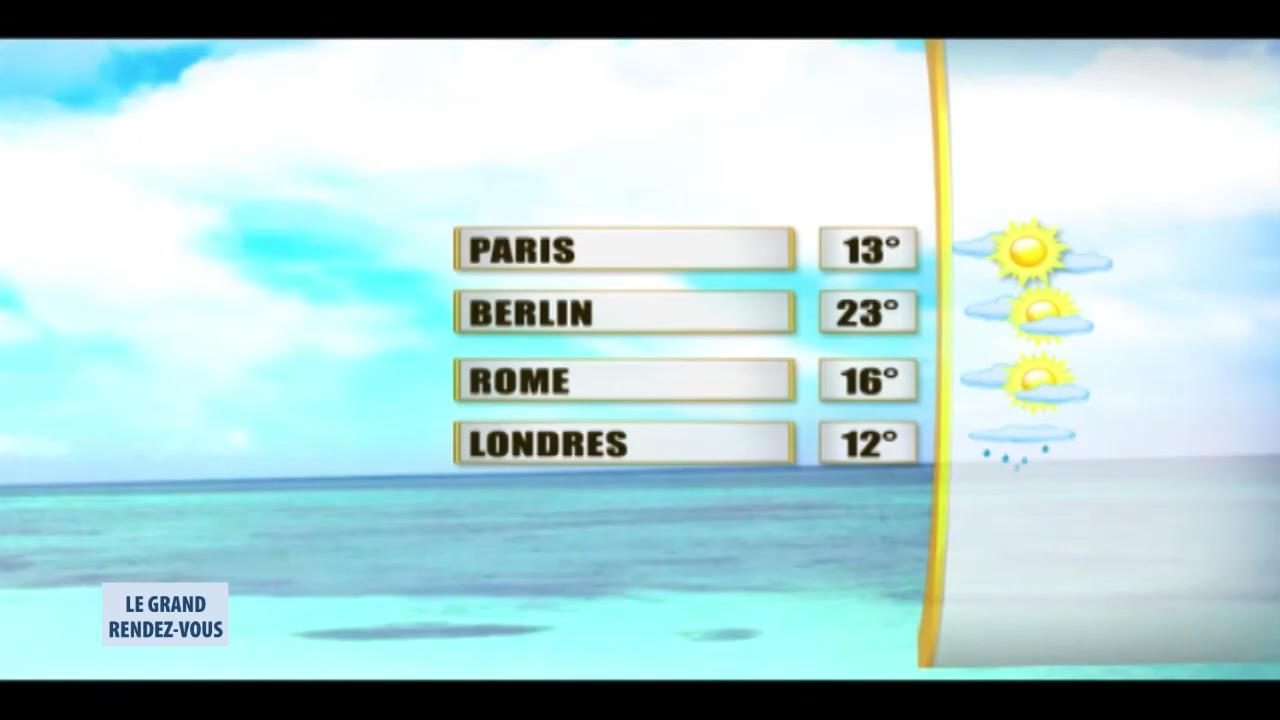 PARIS 13°
BERLIN 23°
ROME 16°
LONDRES 12°
LE GRAND
RENDEZ-VOUS